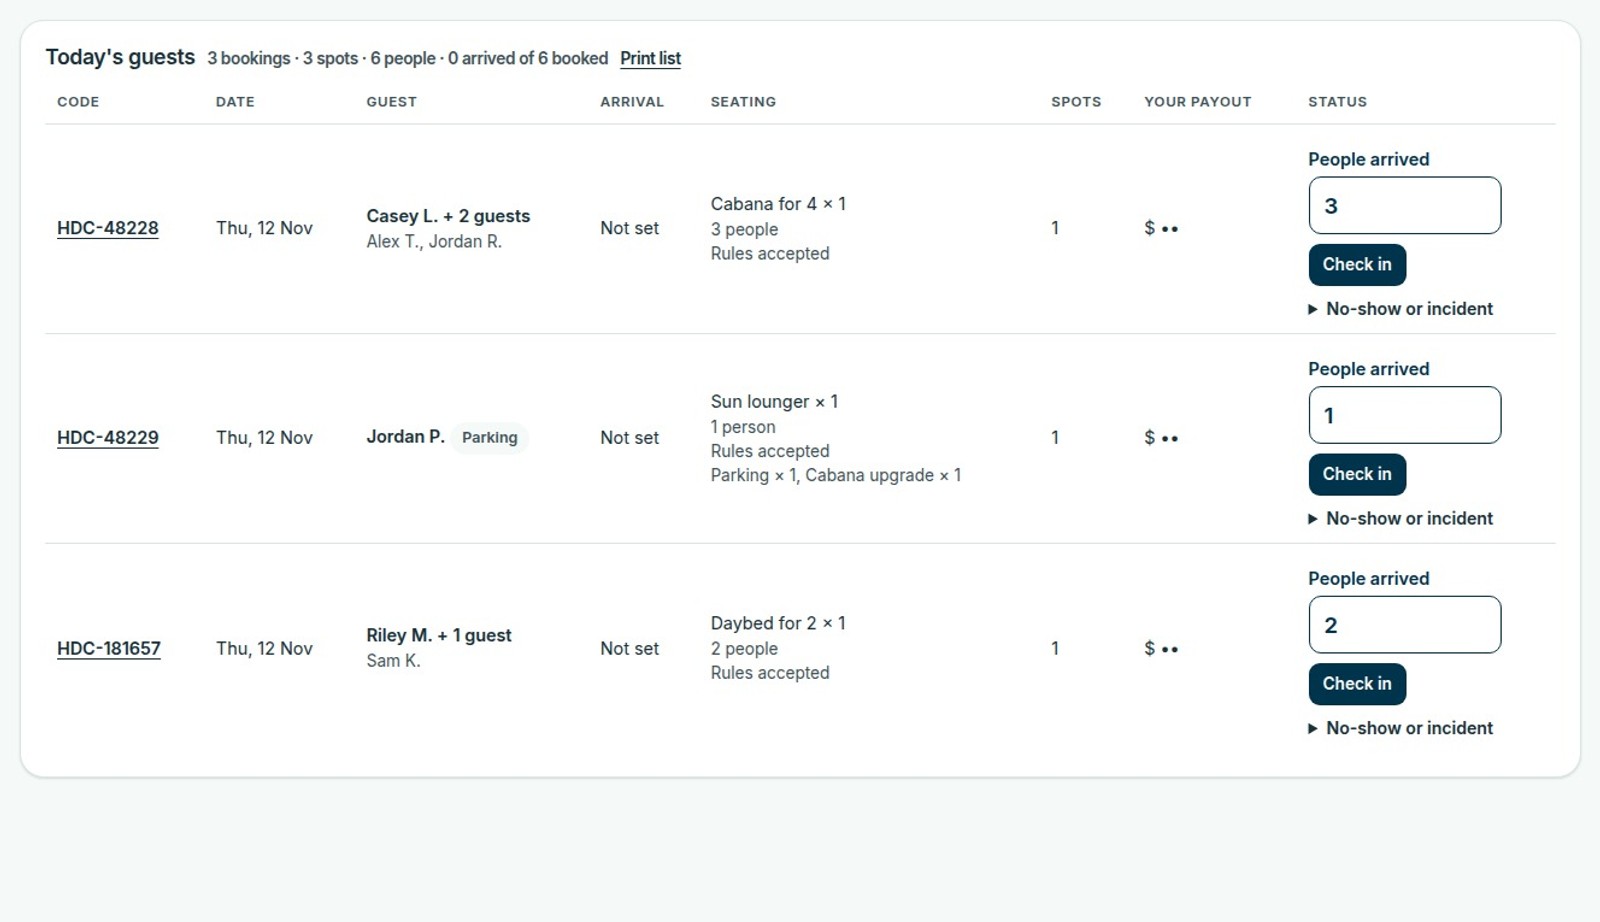 Today's guests 3 bookings · 3 spots · 6 people · 0 arrived of 6 booked Print list
CODE DATE GUEST ARRIVAL SEATING SPOTS YOUR PAYOUT STATUS
HDC-48228 Thu, 12 Nov
Casey L. + 2 guests
Alex T., Jordan R.
Not set
Cabana for 4 × 1
3 people
Rules accepted
1 $ ••
People arrived
3
Check in
▶ No-show or incident
HDC-48229 Thu, 12 Nov
Jordan P. Parking
Not set
Sun lounger × 1
1 person
Rules accepted
Parking × 1, Cabana upgrade × 1
1 $ ••
People arrived
1
Check in
▶ No-show or incident
HDC-181657 Thu, 12 Nov
Riley M. + 1 guest
Sam K.
Not set
Daybed for 2 × 1
2 people
Rules accepted
1 $ ••
People arrived
2
Check in
▶ No-show or incident